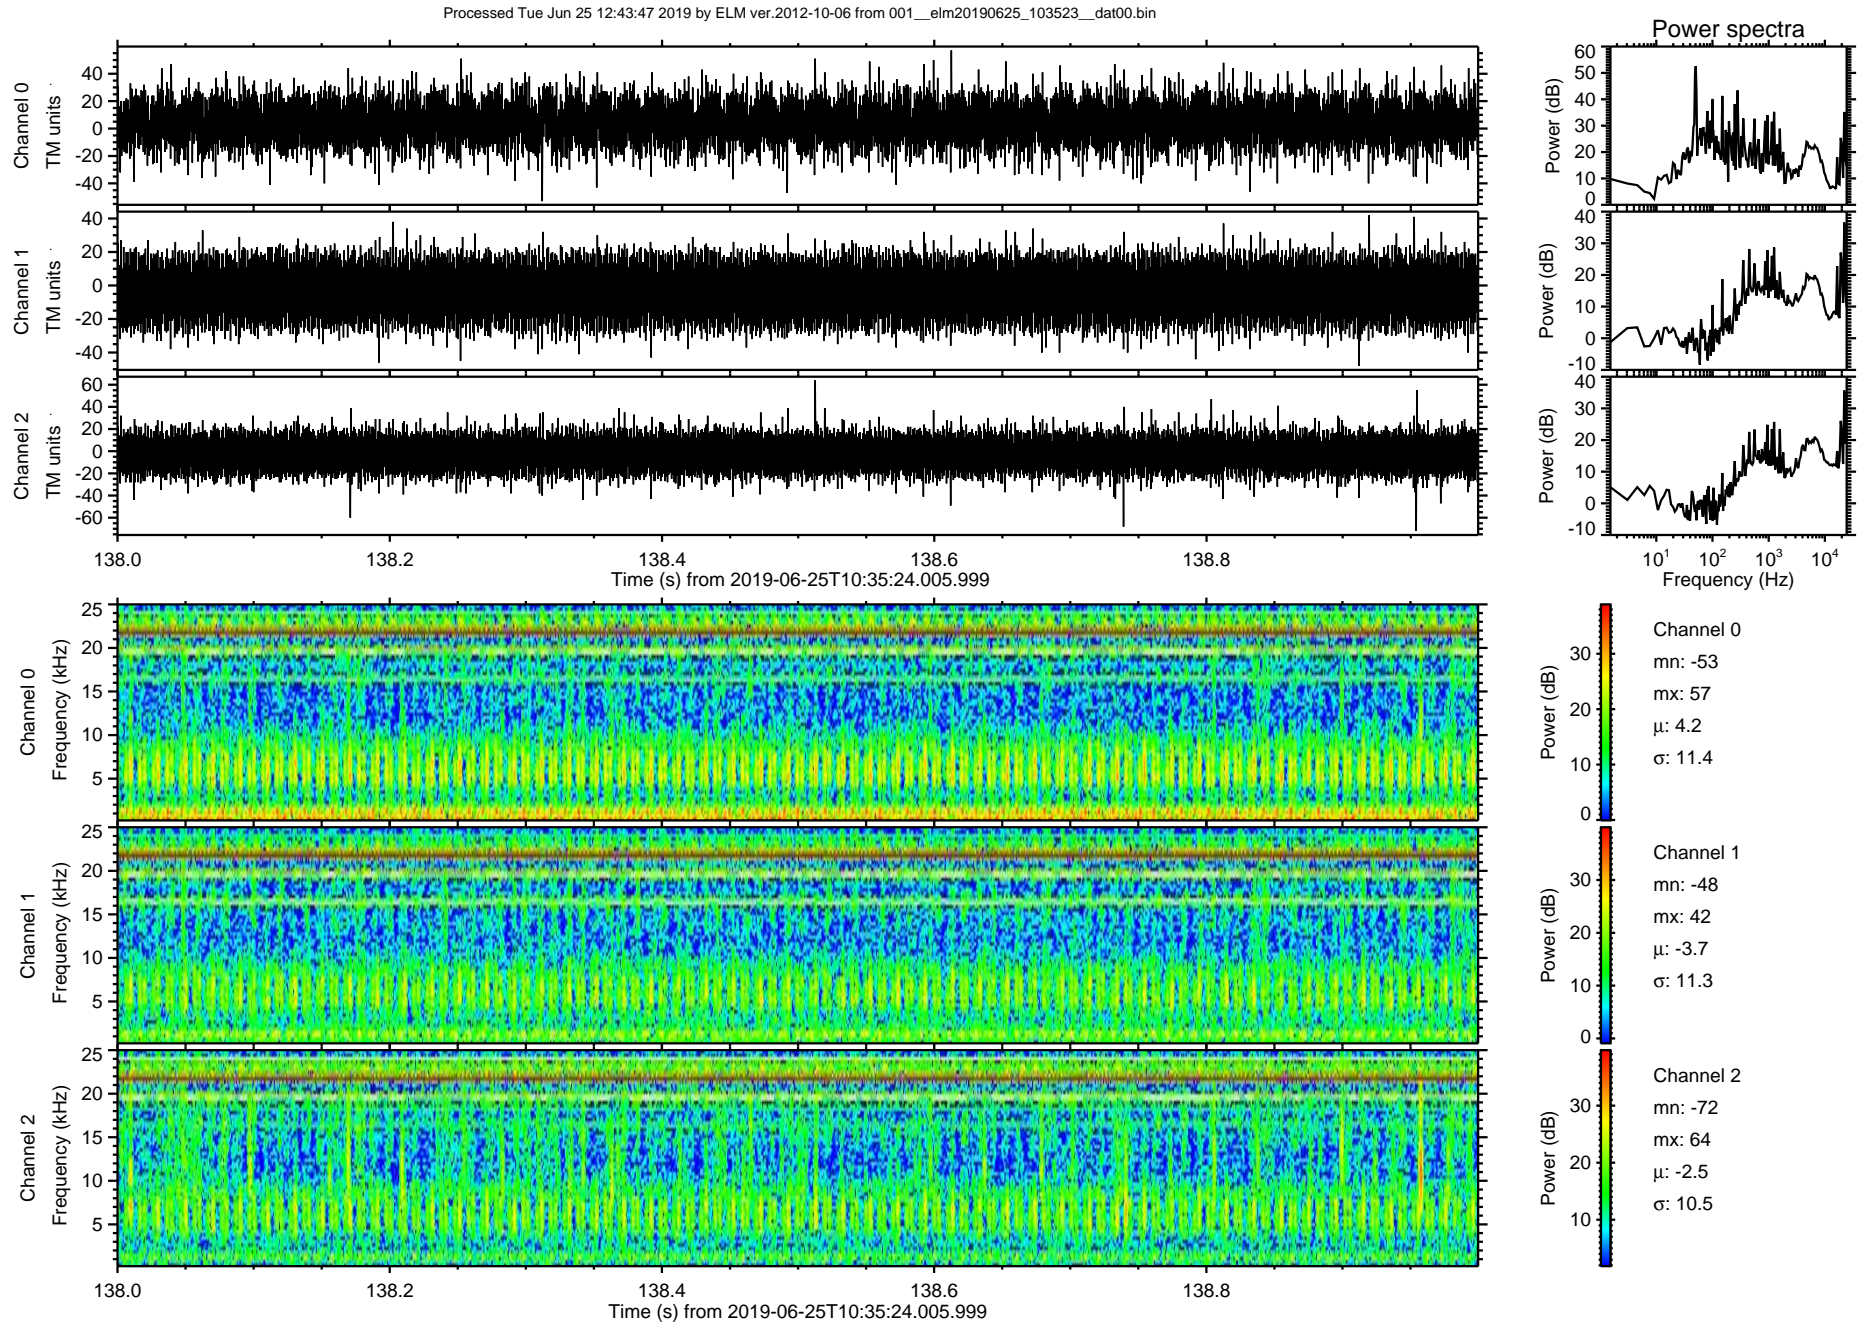 Processed Tue Jun 25 12:43:47 2019 by ELM ver.2012-10-06 from 001__elm20190625_103523__dat00.bin
Power spectra
Channel 0
TM units
40
20
0
-20
-40
Power (dB)
60
50
40
30
20
10
0
Channel 1
TM units
40
20
0
-20
-40
Power (dB)
40
30
20
10
0
-10
Channel 2
TM units
60
40
20
0
-20
-40
-60
Power (dB)
40
30
20
10
0
-10
138.0 138.2 138.4 138.6 138.8
Time (s) from 2019-06-25T10:35:24.005.999
10¹ 10² 10³ 10⁴
Frequency (Hz)
Channel 0
Frequency (kHz)
25
20
15
10
5
Power (dB)
30
20
10
0
Channel 0
mn: -53
mx: 57
μ: 4.2
σ: 11.4
Channel 1
Frequency (kHz)
25
20
15
10
5
Power (dB)
30
20
10
0
Channel 1
mn: -48
mx: 42
μ: -3.7
σ: 11.3
Channel 2
Frequency (kHz)
25
20
15
10
5
Power (dB)
30
20
10
Channel 2
mn: -72
mx: 64
μ: -2.5
σ: 10.5
138.0 138.2 138.4 138.6 138.8
Time (s) from 2019-06-25T10:35:24.005.999